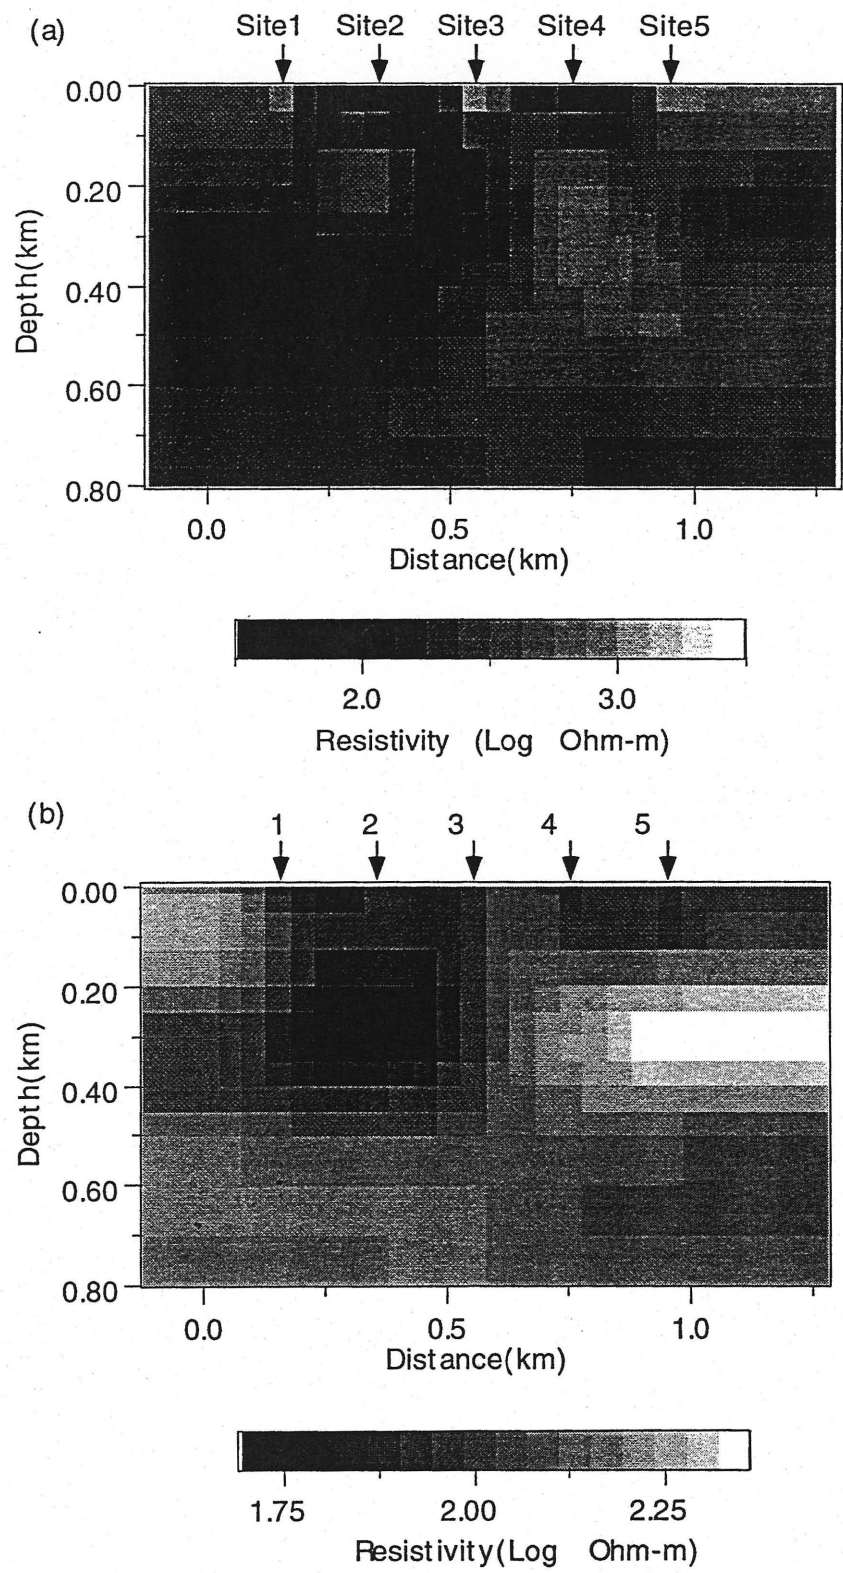 (a) Site1 Site2 Site3 Site4 Site5
0.00
0.20
0.40
0.60
0.80
Depth(km)
0.0 0.5 1.0
Distance(km)
2.0 3.0
Resistivity (Log Ohm-m)
(b) 1 2 3 4 5
0.00
0.20
0.40
0.60
0.80
Depth(km)
0.0 0.5 1.0
Distance(km)
1.75 2.00 2.25
Resistivity(Log Ohm-m)